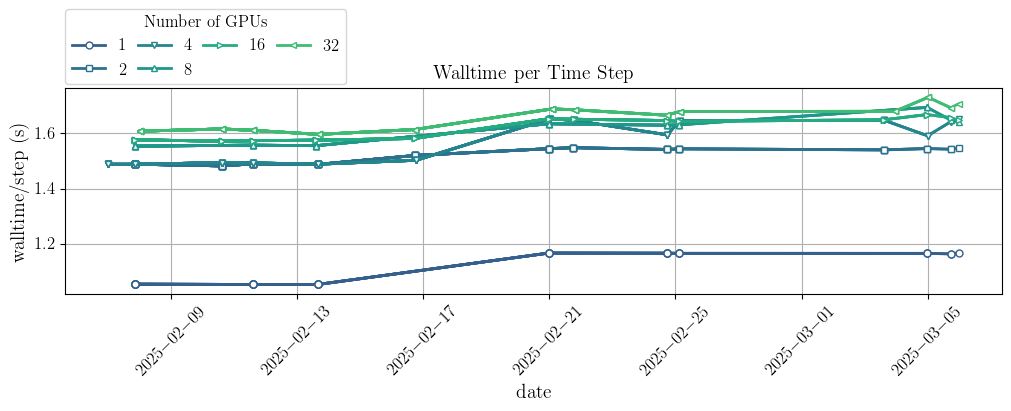 Number of GPUs
1 4 16 32
2 8
Walltime per Time Step
walltime/step (s)
1.6
1.4
1.2
2025−02−09
2025−02−13
2025−02−17
2025−02−21
2025−02−25
2025−03−01
2025−03−05
date